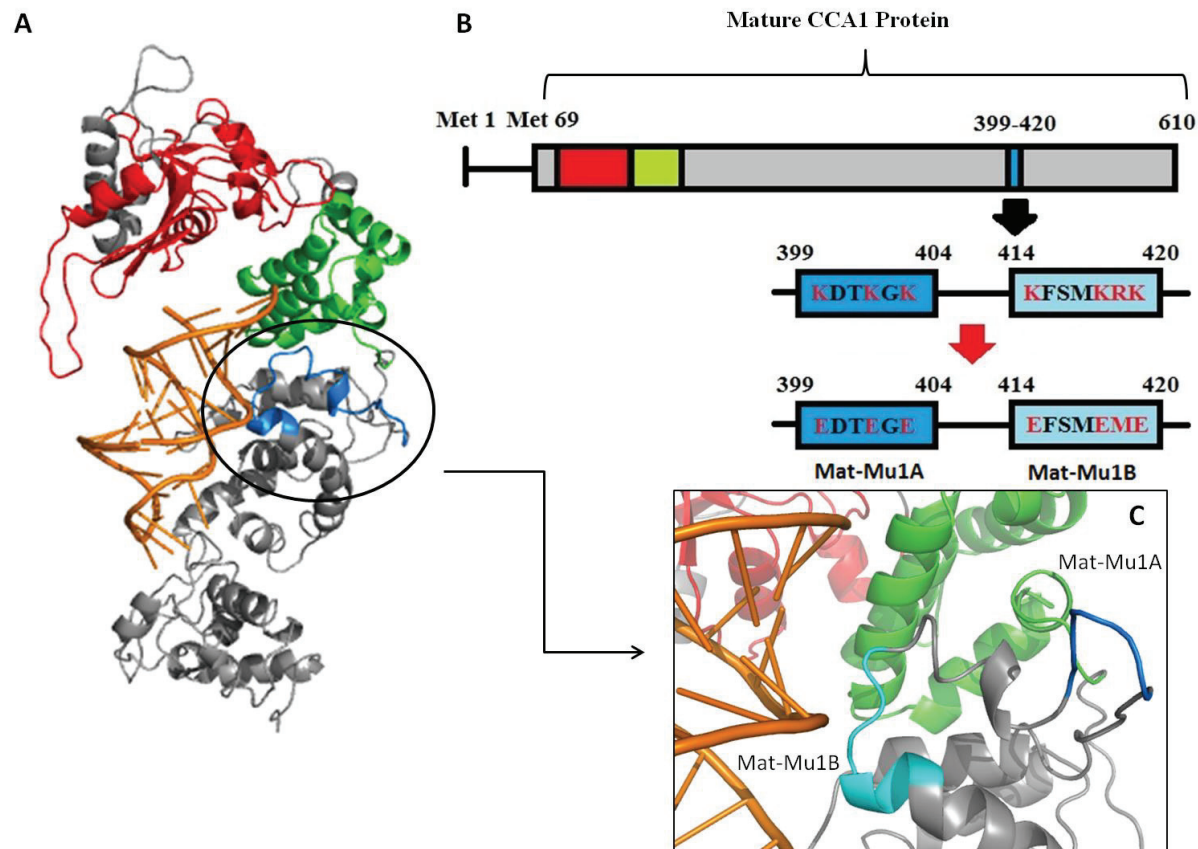 A
B
Mature CCA1 Protein
Met 1 Met 69 399-420 610
399 404 414 420
KDTKGK KFSMKRK
399 404 414 420
EDTEGE EFSMEME
Mat-Mu1A Mat-Mu1B
C
Mat-Mu1A
Mat-Mu1B